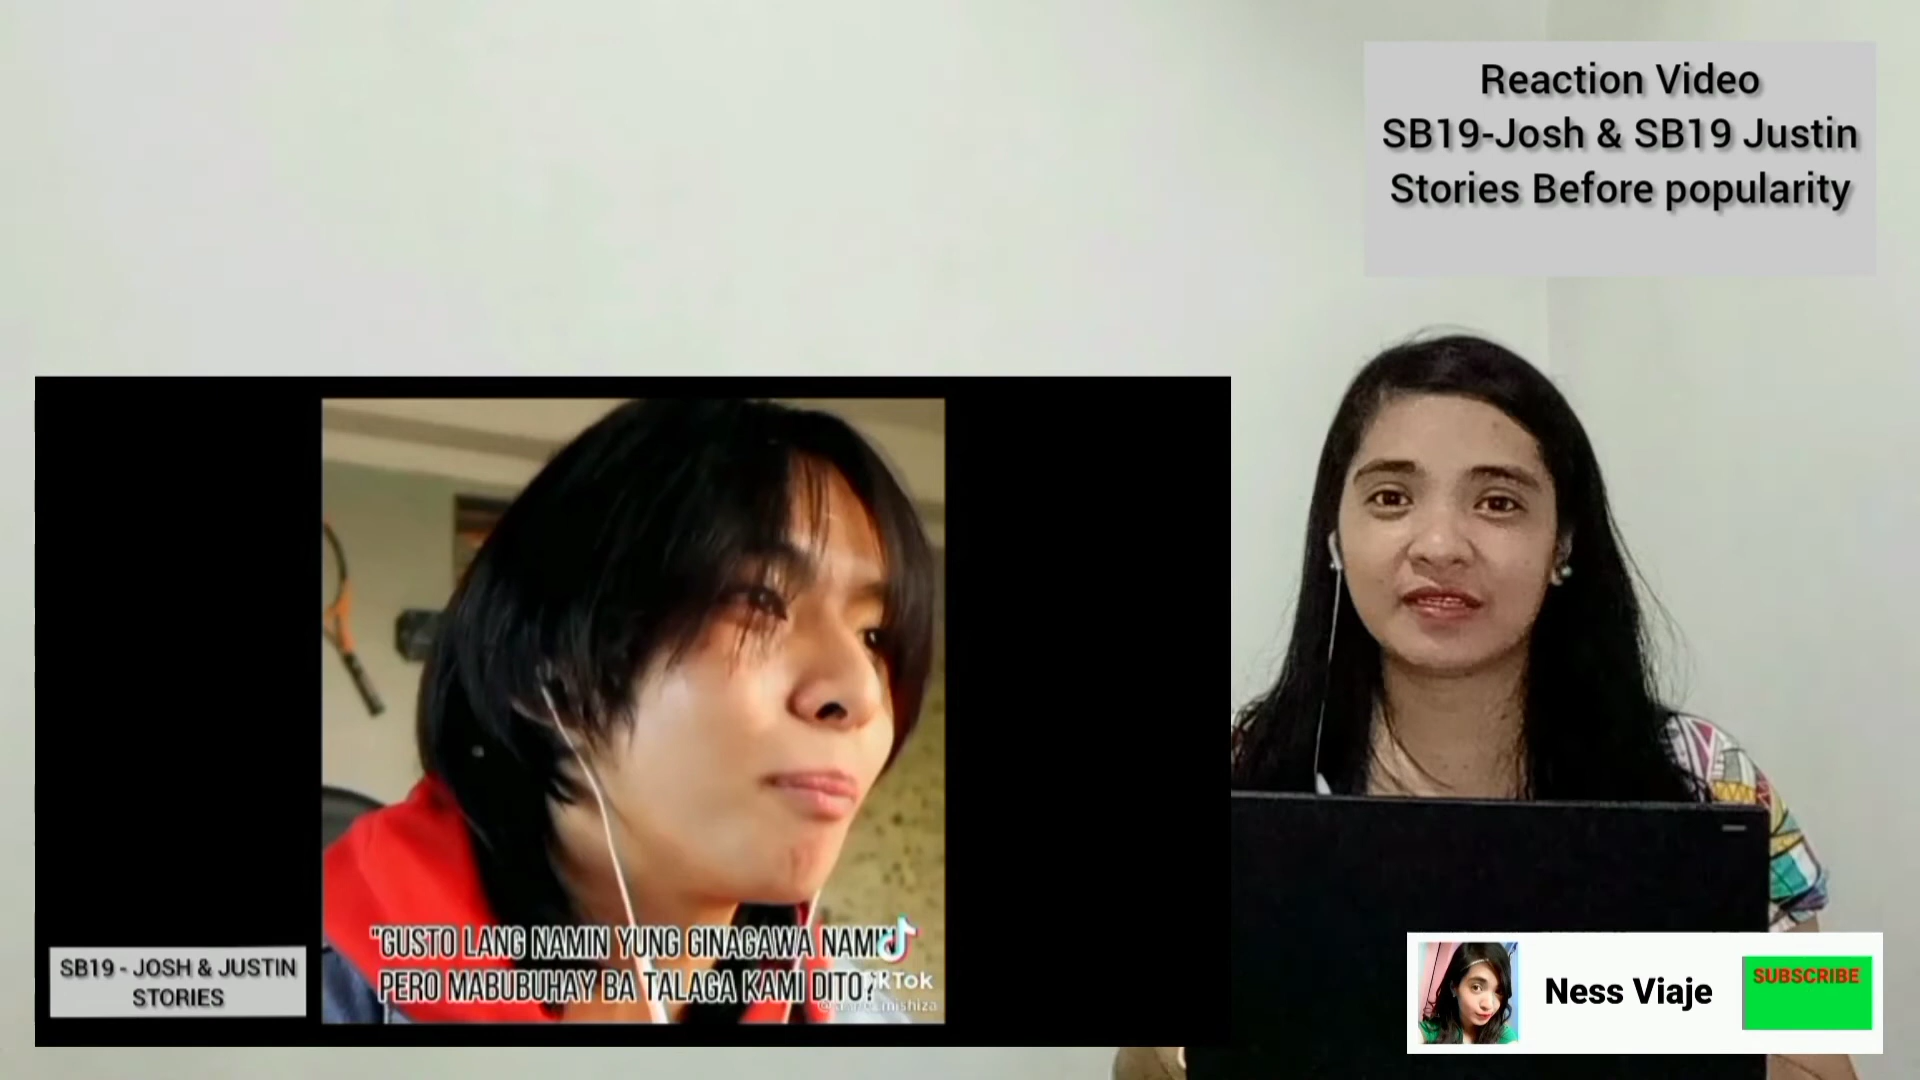 Reaction Video
SB19-Josh & SB19 Justin
Stories Before popularity
"GUSTO LANG NAMIN YUNG GINAGAWA NAMIN
PERO MABUBUHAY BA TALAGA KAMI DITO?"
SB19 - JOSH & JUSTIN
STORIES
Ness Viaje
SUBSCRIBE